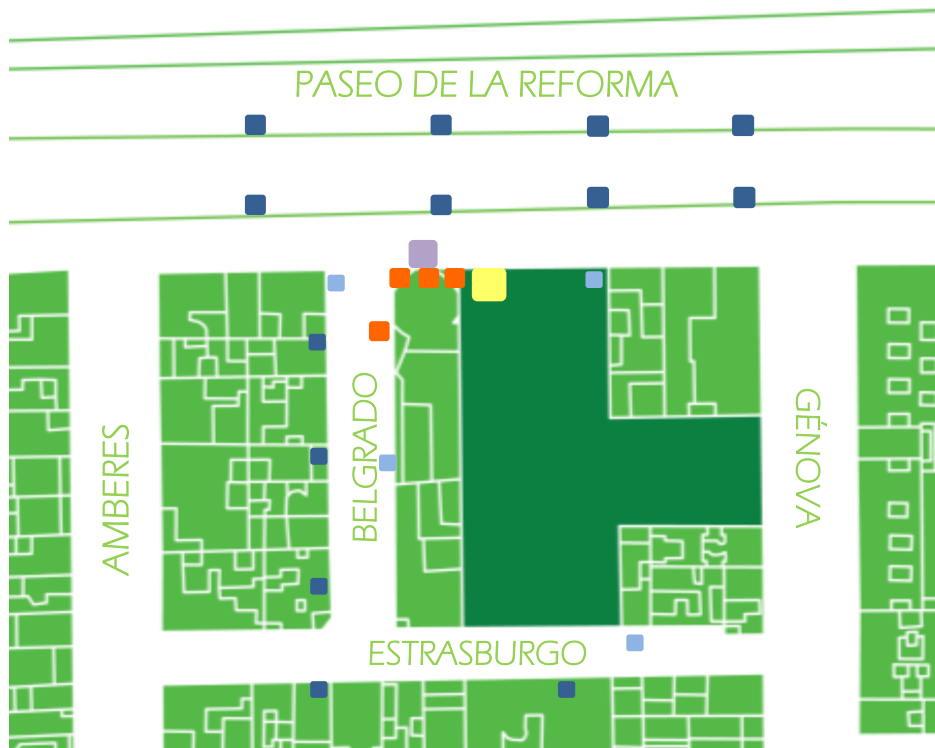 PASEO DE LA REFORMA
AMBERES
BELGRADO
GÉNOVA
ESTRASBURGO